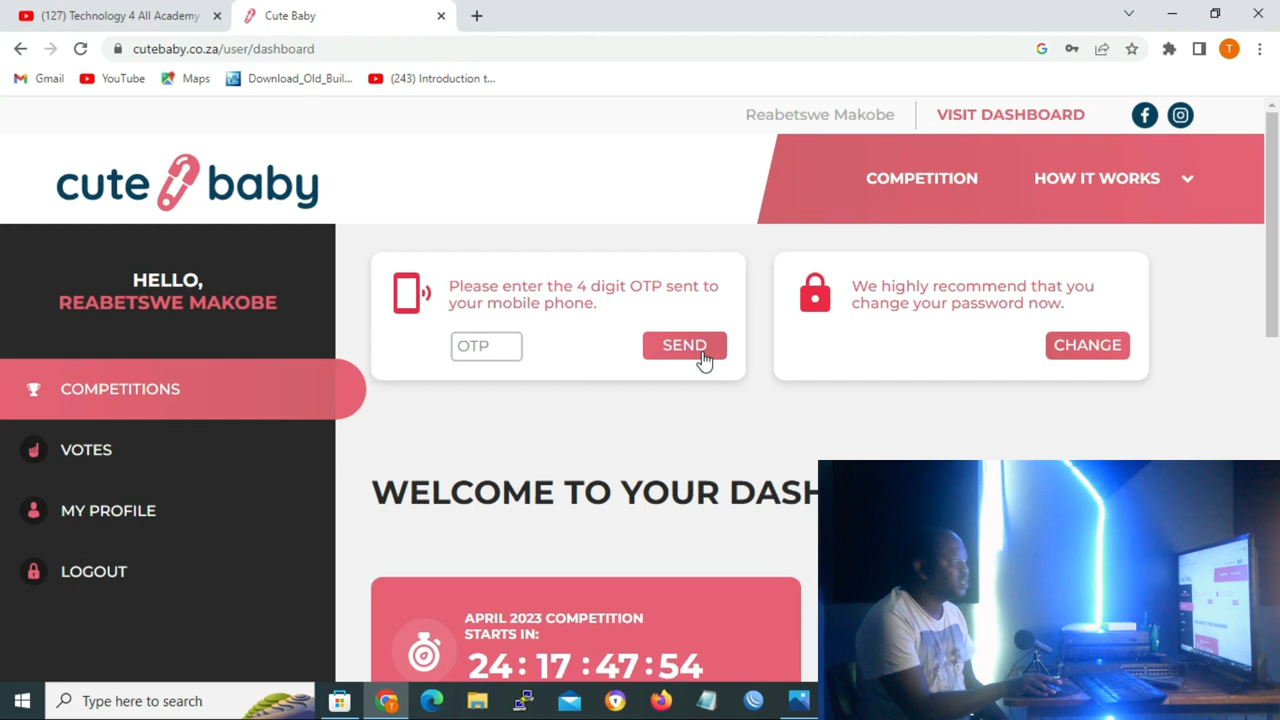 (127) Technology 4 All Academy
Cute Baby
cutebaby.co.za/user/dashboard
T
Gmail
YouTube
Maps
Download_Old_Buil...
(243) Introduction t...
Reabetswe Makobe
VISIT DASHBOARD
cute baby
COMPETITION
HOW IT WORKS
HELLO,
REABETSWE MAKOBE
COMPETITIONS
VOTES
MY PROFILE
LOGOUT
Please enter the 4 digit OTP sent to
your mobile phone.
OTP
SEND
We highly recommend that you
change your password now.
CHANGE
WELCOME TO YOUR DASH
APRIL 2023 COMPETITION
STARTS IN:
24 : 17 : 47 : 54
Type here to search